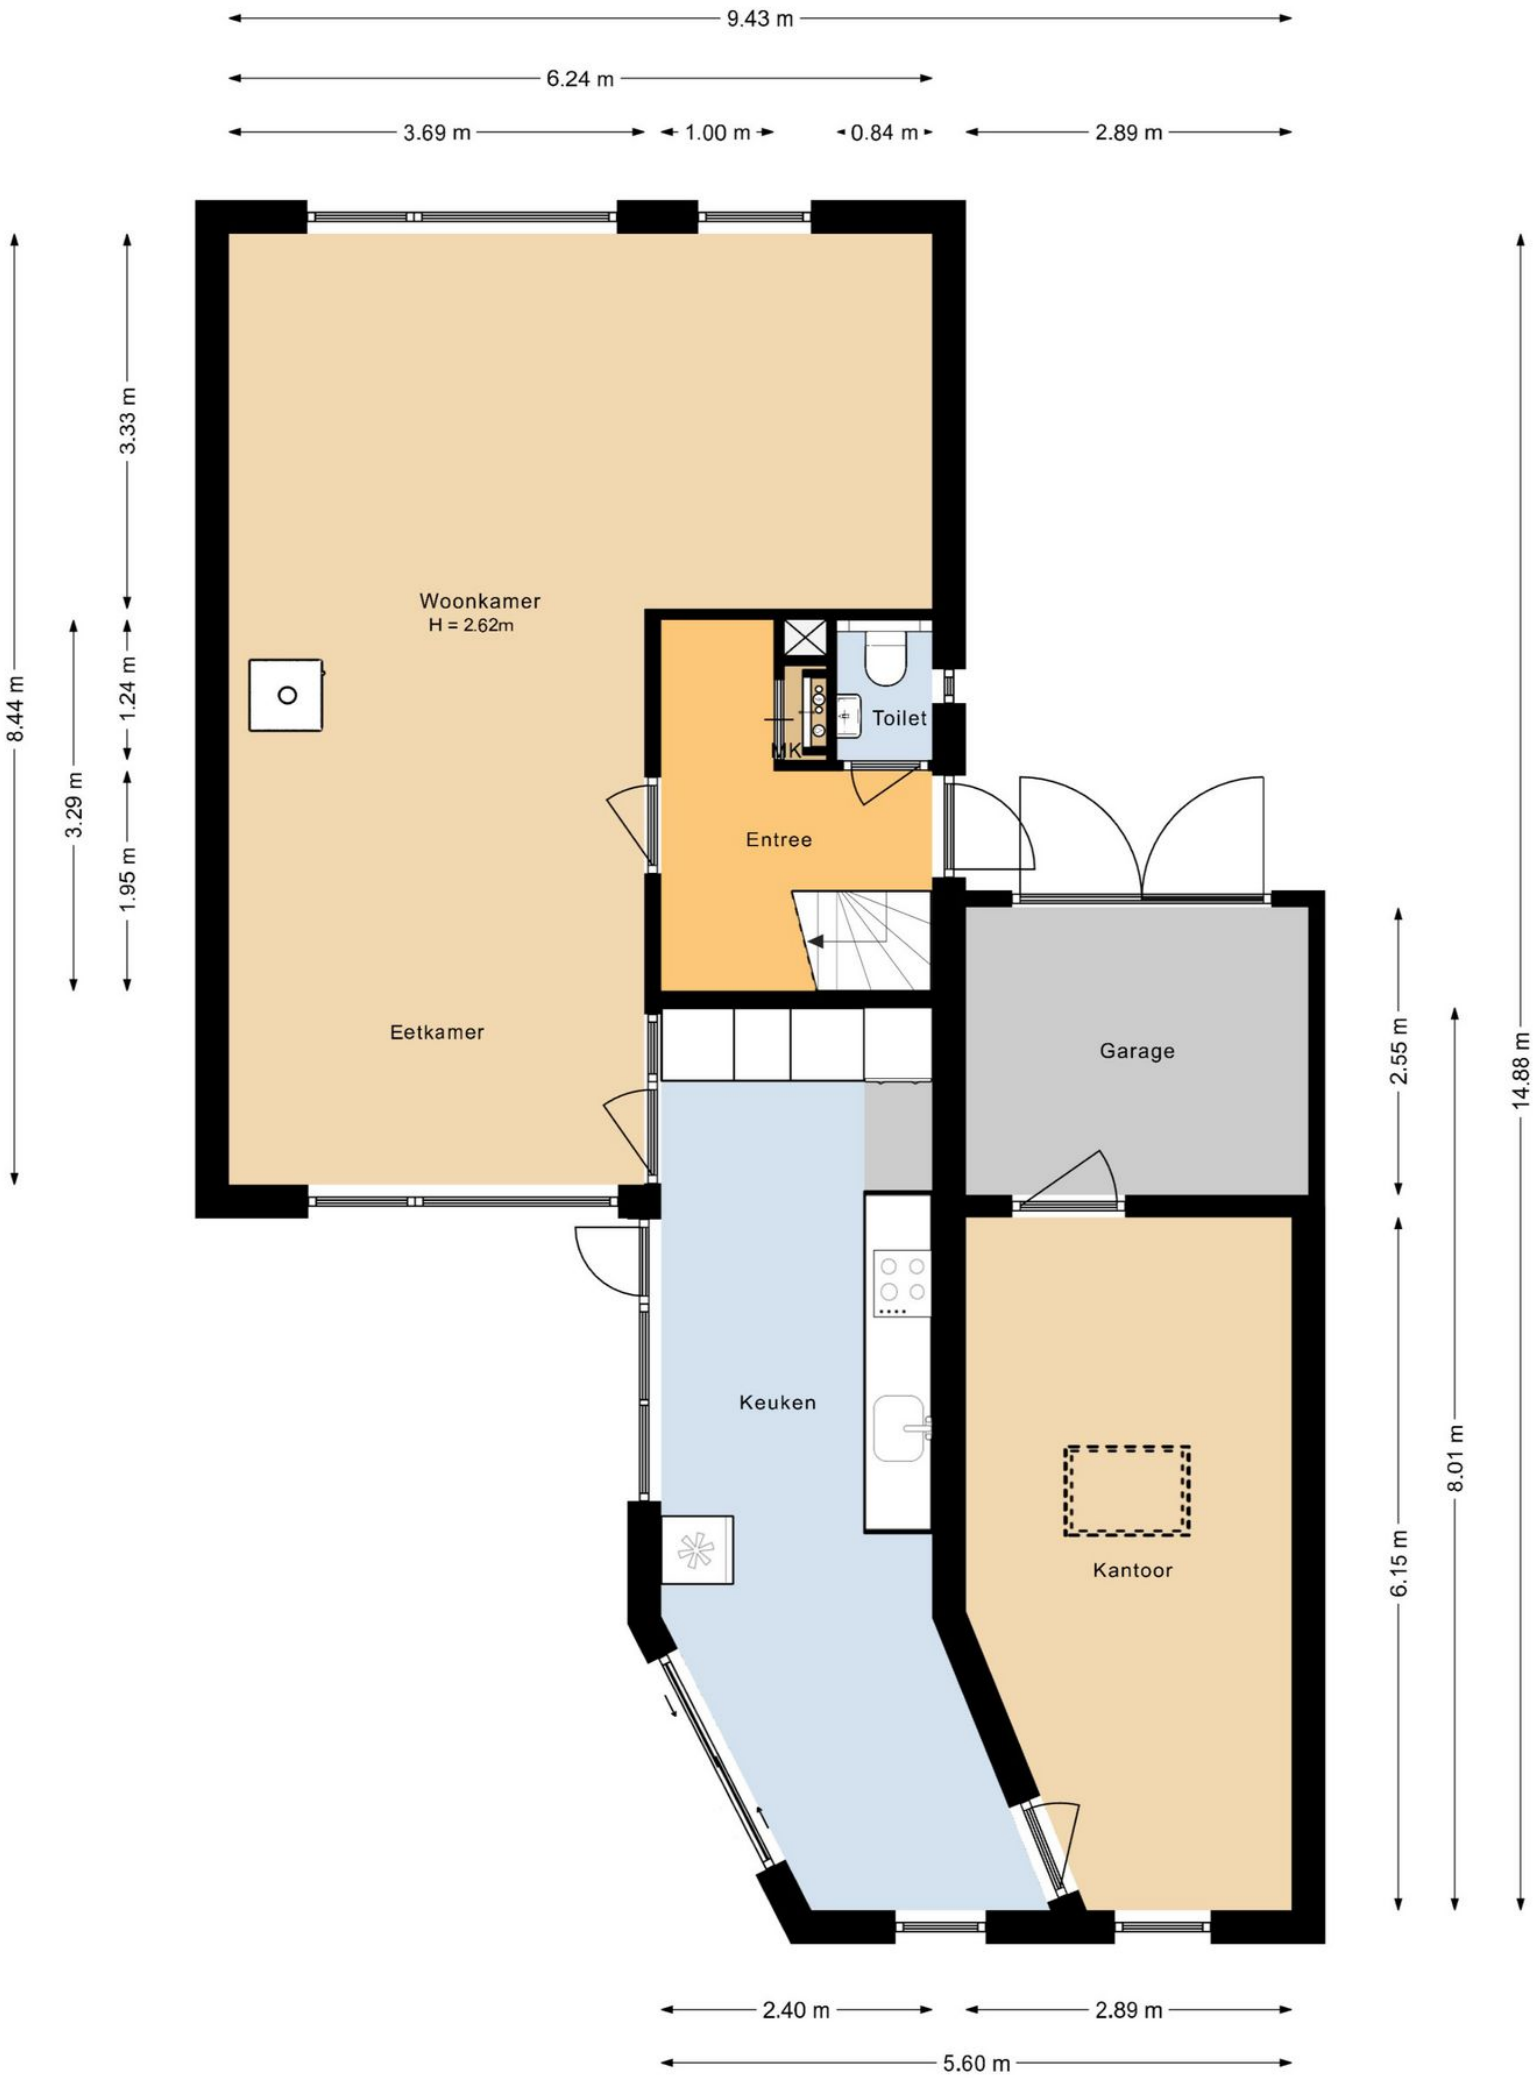 9.43 m
6.24 m
3.69 m
1.00 m
0.84 m
2.89 m
8.44 m
3.33 m
3.29 m
1.24 m
1.95 m
Woonkamer
H = 2.62m
Toilet
MK
Entree
Eetkamer
Garage
2.55 m
14.88 m
Keuken
8.01 m
Kantoor
6.15 m
2.40 m
2.89 m
5.60 m